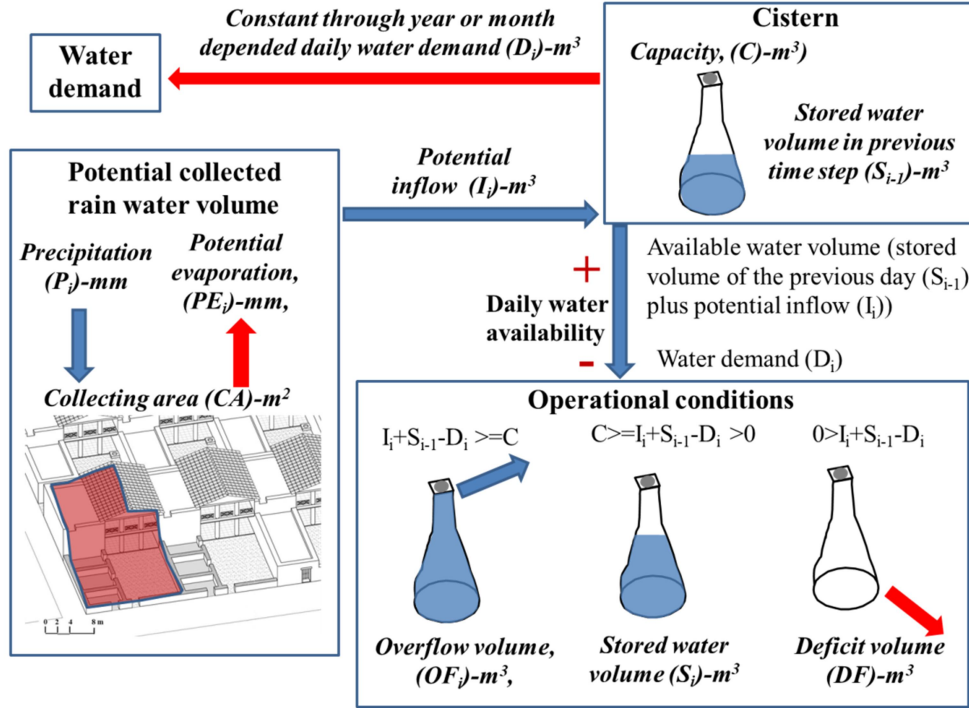 Constant through year or month
depended daily water demand (Dᵢ)-m³
Water
demand
Cistern
Capacity, (C)-m³)
Stored water
volume in previous
time step (Sᵢ₋₁)-m³
Potential collected
rain water volume
Precipitation
(Pᵢ)-mm
Potential
evaporation,
(PEᵢ)-mm,
Collecting area (CA)-m²
0 2 4 8 m
Potential
inflow (Iᵢ)-m³
+
Daily water
availability
-
Available water volume (stored
volume of the previous day (Sᵢ₋₁)
plus potential inflow (Iᵢ))
Water demand (Dᵢ)
Operational conditions
Iᵢ+Sᵢ₋₁-Dᵢ >=C
C>=Iᵢ+Sᵢ₋₁-Dᵢ >0
0>Iᵢ+Sᵢ₋₁-Dᵢ
Overflow volume,
(OFᵢ)-m³,
Stored water
volume (Sᵢ)-m³
Deficit volume
(DF)-m³